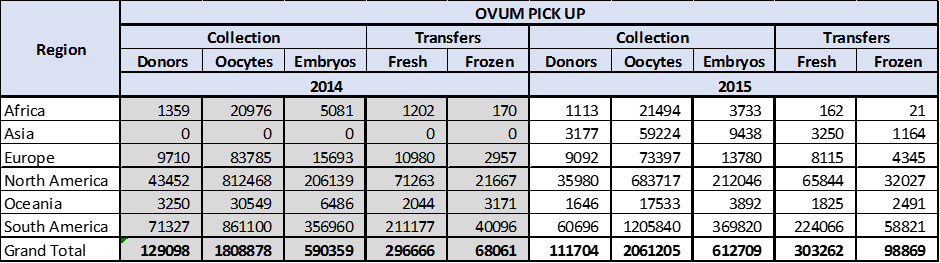 OVUM PICK UP
Region Collection Transfers Collection Transfers
Donors Oocytes Embryos Fresh Frozen Donors Oocytes Embryos Fresh Frozen
2014 2015
Africa 1359 20976 5081 1202 170 1113 21494 3733 162 21
Asia 0 0 0 0 0 3177 59224 9438 3250 1164
Europe 9710 83785 15693 10980 2957 9092 73397 13780 8115 4345
North America 43452 812468 206139 71263 21667 35980 683717 212046 65844 32027
Oceania 3250 30549 6486 2044 3171 1646 17533 3892 1825 2491
South America 71327 861100 356960 211177 40096 60696 1205840 369820 224066 58821
Grand Total 129098 1808878 590359 296666 68061 111704 2061205 612709 303262 98869